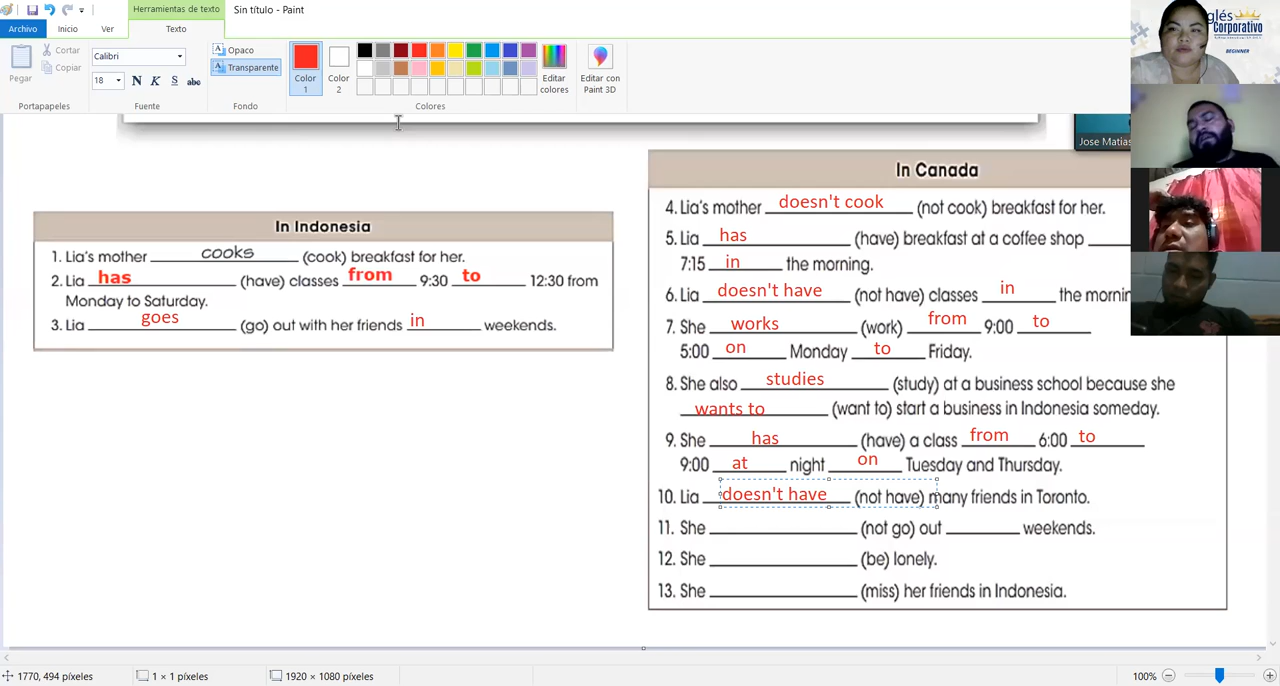 Herramientas de texto
Sin título - Paint
Archivo Inicio Ver Texto
Pegar Cortar Copiar
Calibri
18 N K S abc
Opaco
Transparente
Color 1
Color 2
Editar colores
Editar con Paint 3D
Portapapeles Fuente Fondo Colores
glés
Corporativo
BEGINNER
Jose Matias
In Indonesia
1. Lia's mother cooks (cook) breakfast for her.
2. Lia has (have) classes from 9:30 to 12:30 from
Monday to Saturday.
3. Lia goes (go) out with her friends in weekends.
In Canada
4. Lia's mother doesn't cook (not cook) breakfast for her.
5. Lia has (have) breakfast at a coffee shop
7:15 in the morning.
6. Lia doesn't have (not have) classes in the mornin
7. She works (work) from 9:00 to
5:00 on Monday to Friday.
8. She also studies (study) at a business school because she
wants to (want to) start a business in Indonesia someday.
9. She has (have) a class from 6:00 to
9:00 at night on Tuesday and Thursday.
10. Lia doesn't have (not have) many friends in Toronto.
11. She (not go) out weekends.
12. She (be) lonely.
13. She (miss) her friends in Indonesia.
1770, 494 píxeles 1 × 1 píxeles 1920 × 1080 píxeles 100%